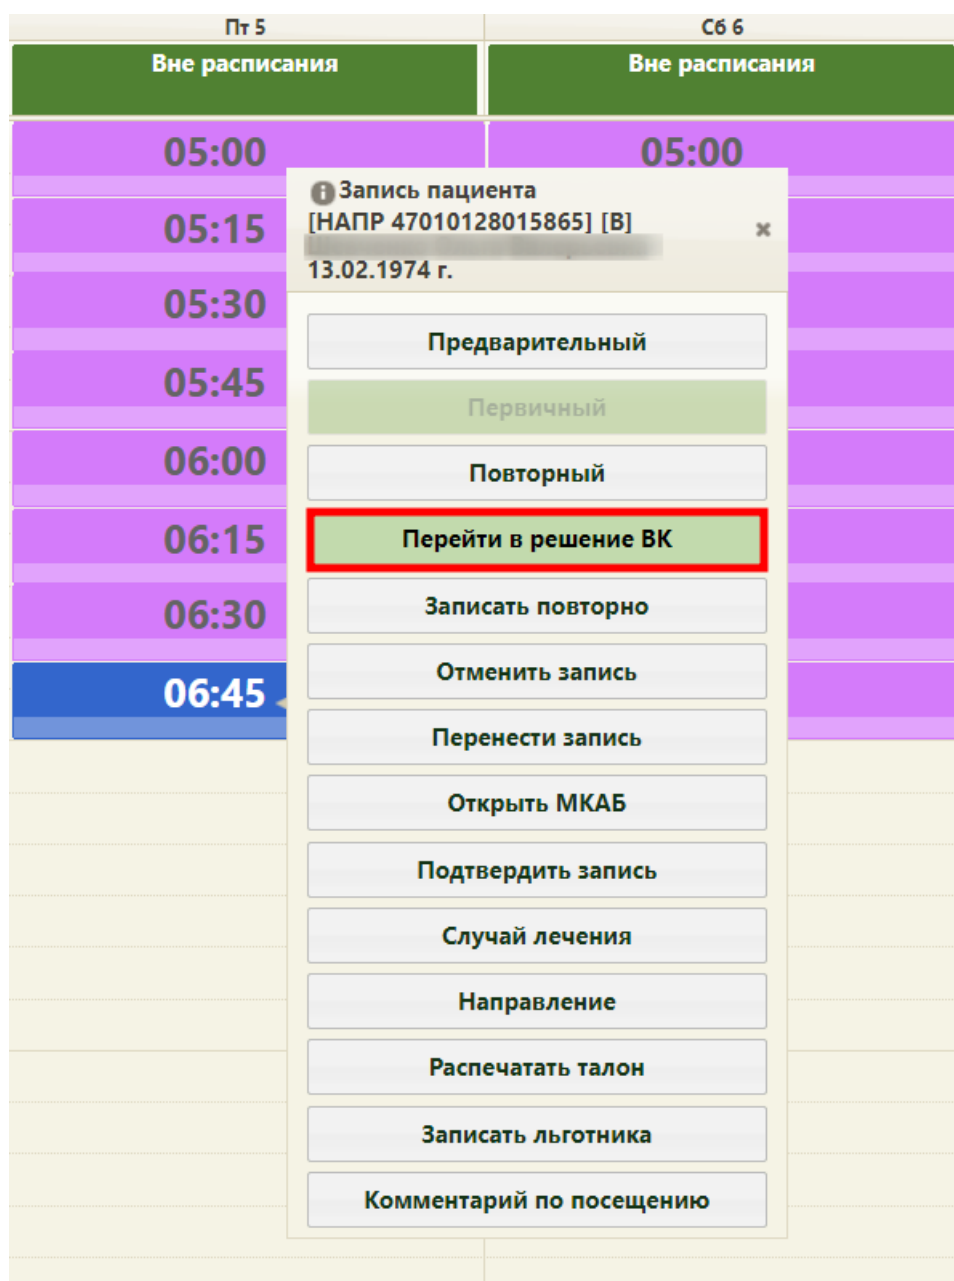 Пт 5
Сб 6
Вне расписания
Вне расписания
05:00
05:00
05:15
05:30
05:45
06:00
06:15
06:30
06:45
Запись пациента
[НАПР 47010128015865] [В]
13.02.1974 г.
Предварительный
Первичный
Повторный
Перейти в решение ВК
Записать повторно
Отменить запись
Перенести запись
Открыть МКАБ
Подтвердить запись
Случай лечения
Направление
Распечатать талон
Записать льготника
Комментарий по посещению